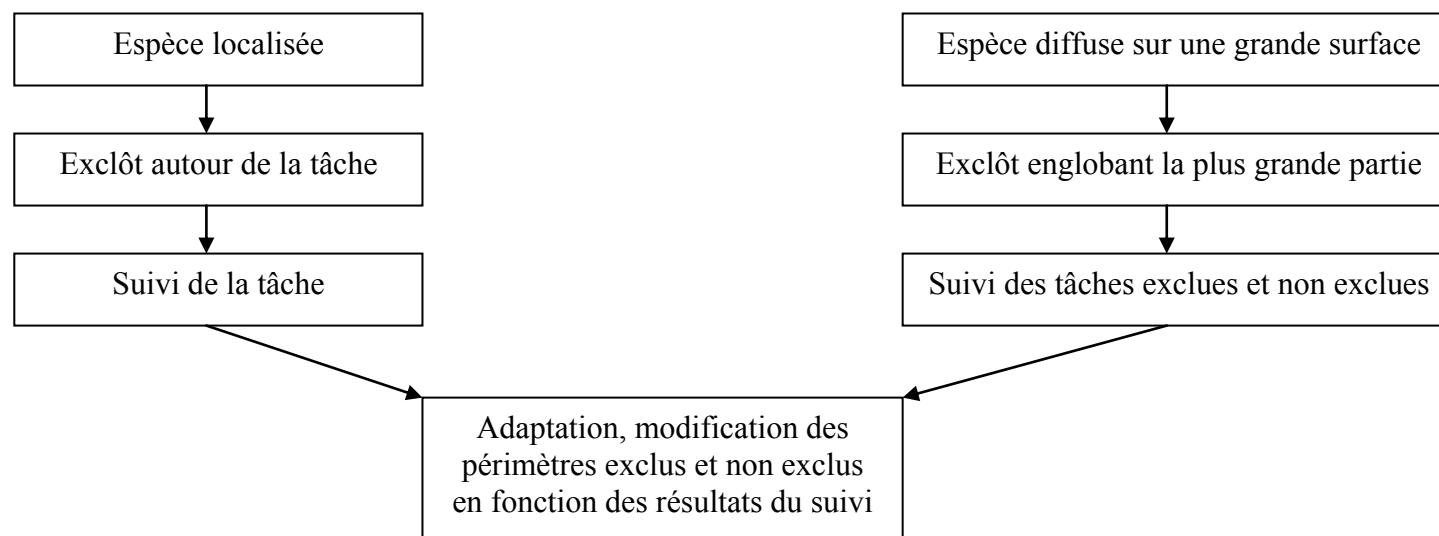 Espèce localisée
Exclôt autour de la tâche
Suivi de la tâche
Espèce diffuse sur une grande surface
Exclôt englobant la plus grande partie
Suivi des tâches exclues et non exclues
Adaptation, modification des
périmètres exclus et non exclus
en fonction des résultats du suivi